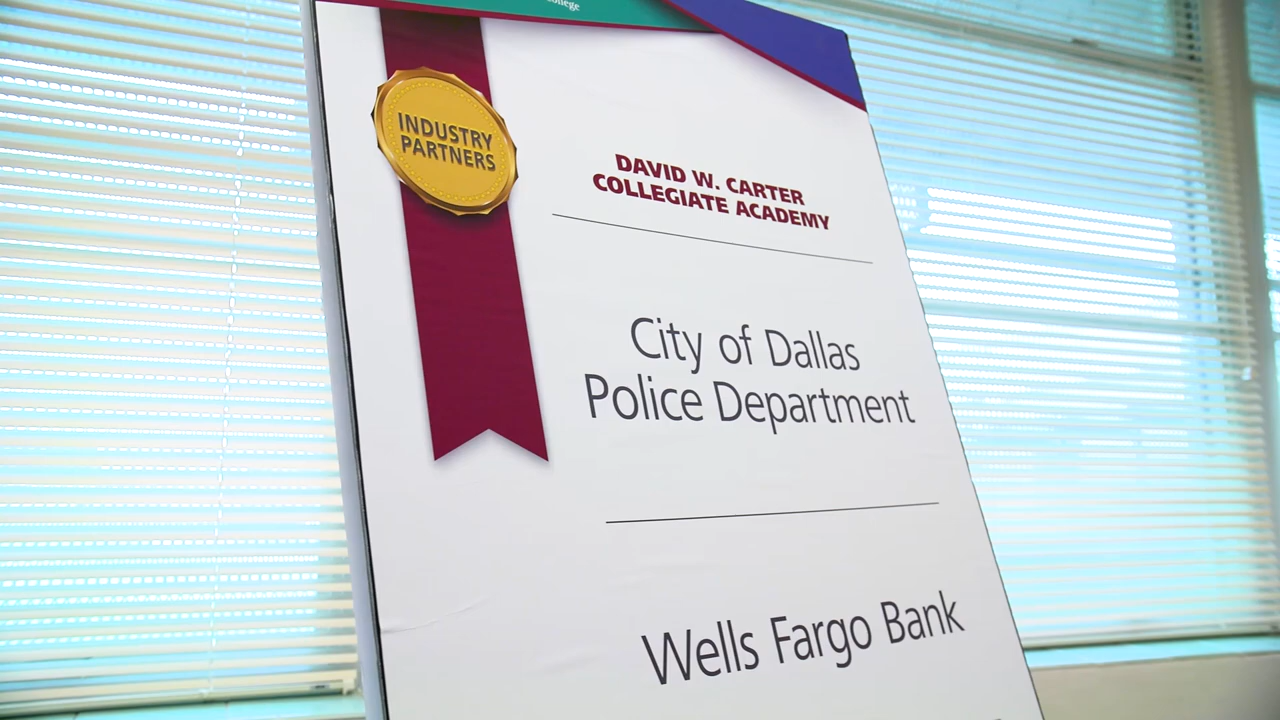 INDUSTRY
PARTNERS
DAVID W. CARTER
COLLEGIATE ACADEMY
City of Dallas
Police Department
Wells Fargo Bank